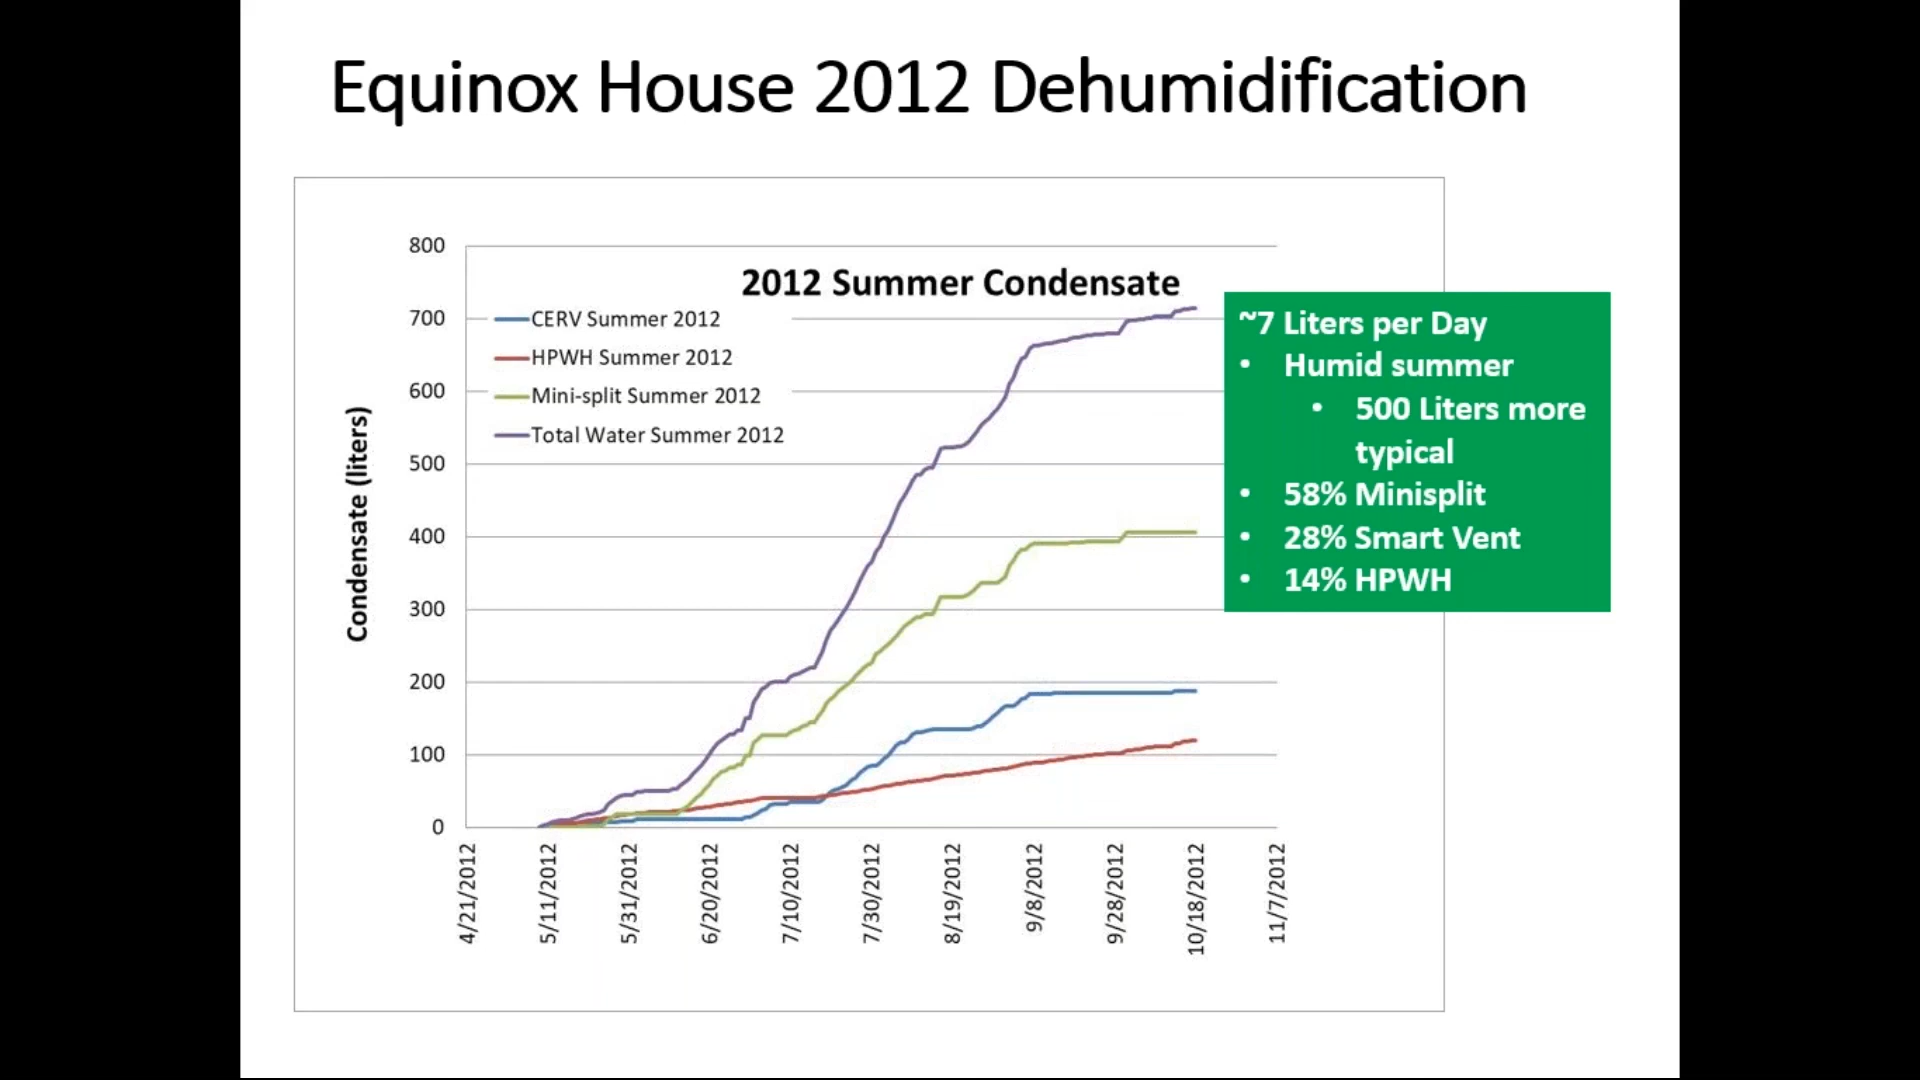 Equinox House 2012 Dehumidification
2012 Summer Condensate
Condensate (liters)
800
700
600
500
400
300
200
100
0
CERV Summer 2012
HPWH Summer 2012
Mini-split Summer 2012
Total Water Summer 2012
4/21/2012
5/11/2012
5/31/2012
6/20/2012
7/10/2012
7/30/2012
8/19/2012
9/8/2012
9/28/2012
10/18/2012
11/7/2012
~7 Liters per Day
• Humid summer
• 500 Liters more
typical
• 58% Minisplit
• 28% Smart Vent
• 14% HPWH